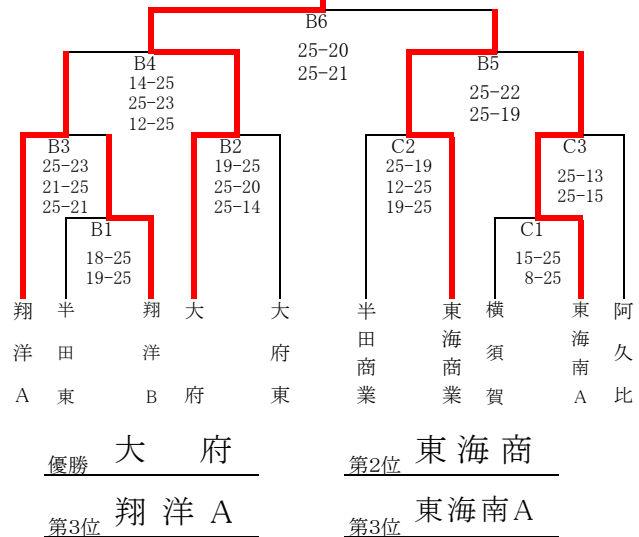 B6
25-20
25-21
B4
14-25
25-23
12-25
B5
25-22
25-19
B3
25-23
21-25
25-21
B2
19-25
25-20
25-14
C2
25-19
12-25
19-25
C3
25-13
25-15
B1
18-25
19-25
C1
15-25
8-25
翔洋A
半田東
翔洋B
大府
大府東
半田商業
東海商業
横須賀
東海南A
阿久比
優勝 大府
第2位 東海商
第3位 翔洋A
第3位 東海南A